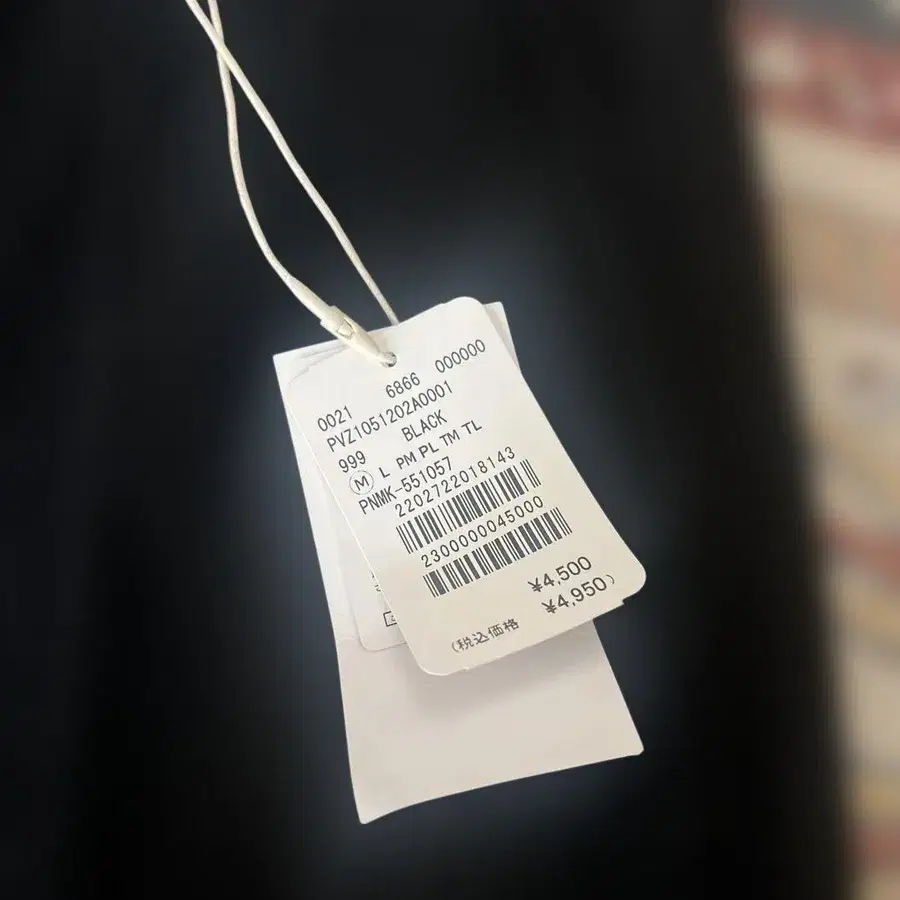 0021 6866 000000
PVZ1051202A0001
999 BLACK
M L PM PL TM TL
PNMK-551057
2202722018143
2300000045000
¥4,500
(税込価格 ¥4,950)